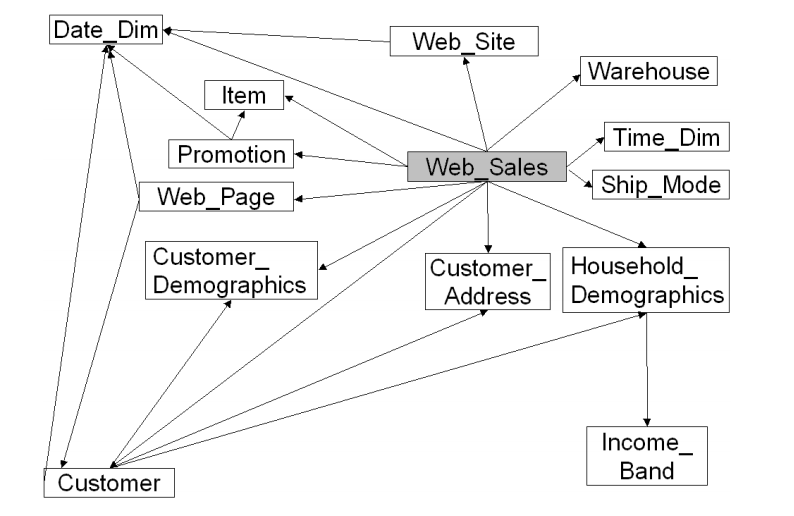 Date_Dim
Web_Site
Warehouse
Item
Time_Dim
Promotion
Web_Sales
Ship_Mode
Web_Page
Customer_
Demographics
Customer_
Address
Household_
Demographics
Income_
Band
Customer